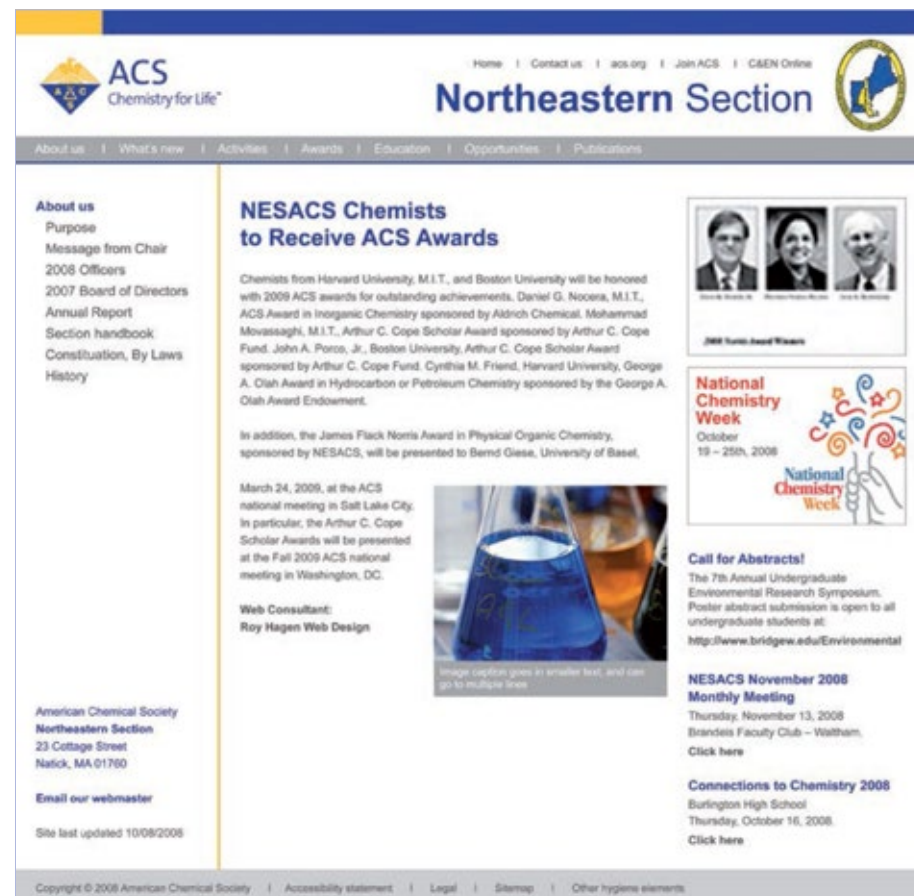 ACS
Chemistry for Life™
Home | Contact us | acs.org | Join ACS | C&EN Online
Northeastern Section
About us | What's new | Activities | Awards | Education | Opportunities | Publications
About us
Purpose
Message from Chair
2008 Officers
2007 Board of Directors
Annual Report
Section handbook
Constituation, By Laws
History
American Chemical Society
Northeastern Section
23 Cottage Street
Natick, MA 01760
Email our webmaster
Site last updated 10/08/2008
NESACS Chemists
to Receive ACS Awards
Chemists from Harvard University, M.I.T., and Boston University will be honored
with 2009 ACS awards for outstanding achievements. Daniel G. Nocera, M.I.T.,
ACS Award in Inorganic Chemistry sponsored by Aldrich Chemical. Mohammad
Movassaghi, M.I.T., Arthur C. Cope Scholar Award sponsored by Arthur C. Cope
Fund. John A. Porco, Jr., Boston University, Arthur C. Cope Scholar Award
sponsored by Arthur C. Cope Fund. Cynthia M. Friend, Harvard University, George
A. Olah Award in Hydrocarbon or Petroleum Chemistry sponsored by the George A.
Olah Award Endowment.
In addition, the James Flack Norris Award in Physical Organic Chemistry,
sponsored by NESACS, will be presented to Bernd Giese, University of Basel,
March 24, 2009, at the ACS
national meeting in Salt Lake City.
In particular, the Arthur C. Cope
Scholar Awards will be presented
at the Fall 2009 ACS national
meeting in Washington, DC.
Web Consultant:
Roy Hagen Web Design
Image caption goes in smaller text, and can
go to multiple lines
2008 Norris Award Winners
National
Chemistry
Week
October
19 – 25th, 2008
National
Chemistry
Week
Call for Abstracts!
The 7th Annual Undergraduate
Environmental Research Symposium.
Poster abstract submission is open to all
undergraduate students at:
http://www.bridgew.edu/Environmental
NESACS November 2008
Monthly Meeting
Thursday, November 13, 2008
Brandeis Faculty Club – Waltham.
Click here
Connections to Chemistry 2008
Burlington High School
Thursday, October 16, 2008.
Click here
Copyright © 2008 American Chemical Society | Accessibility statement | Legal | Sitemap | Other hygiene elements